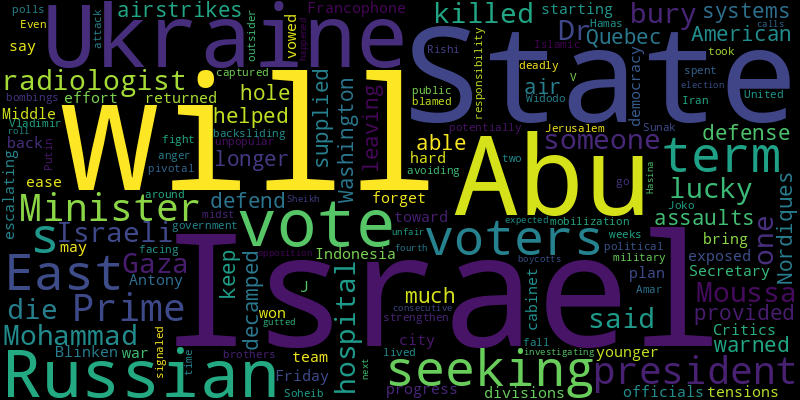 polls
airstrikes
Francophone
killed
starting
bury
systems
Even
Ukraine
attack
outsider
vowed
Hamas
calls
say
Rishi
State
Dr
Quebec
American
Islamic
took
radiologist
captured
hole
supplied
Washington
leaving
responsibility
deadly
air
v
democracy
spent
election
bombings
effort
returned
public
blamed
Widodo
Iran
United
Middle
Will
helped
Vladimir
roll
backsliding
fight
unpopular
potentially
Jerusalem
Sunak
defense
back
Putin
anger
pivotal
longer
able
someone
term
escalating
hard
avoiding
Abu
two
go
Hasina
lucky
ease
around
defend
Sheikh
forget
Joko
Minister
government
midst
vote
toward
expected
mobilization
assaults
Nordiques
s
Israeli
unfair
voters
weeks
political
bring
one
may
facing
opposition
Indonesia
fourth
boycotts
military
exposed
East
Gaza
Antony
keep
decamped
hospital
Israel
cabinet
plan
Secretary
Amar
Moussa
die
Prime
J
much
won
gutted
consecutive
strengthen
said
provided
Mohammad
signaled
time
team
city
fall
Critics
warned
Blinken
war
brothers
lived
investigating
younger
Russian
Friday
Soheib
next
seeking
progress
divisions
president
officials
tensions